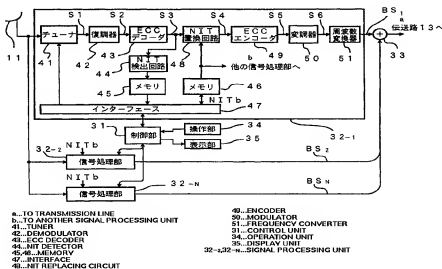 S1 S2 S3 S4 S5 S6 BS1
a
伝送路13へ
チューナ
復調器
ECC
デコーダ
NIT
置換回路
ECC
エンコーダ
変調器
周波数
変換器
11
41
42
43
48
49
50
51
33
NIT
検出回路
44
b
他の信号処理部へ
メモリ
メモリ
45
46
NITb
インターフェース
47
31
制御部
操作部
34
表示部
35
32-1
NITb
32-2
信号処理部
BS2
NITb
信号処理部
32-N
BSN
a...TO TRANSMISSION LINE
b...TO ANOTHER SIGNAL PROCESSING UNIT
41...TUNER
42...DEMODULATOR
43...ECC DECODER
44...NIT DETECTOR
45,46...MEMORY
47...INTERFACE
48...NIT REPLACING CIRCUIT
49...ENCODER
50...MODULATOR
51...FREQUENCY CONVERTER
31...CONTROL UNIT
34...OPERATION UNIT
35...DISPLAY UNIT
32-2,32-N...SIGNAL PROCESSING UNIT